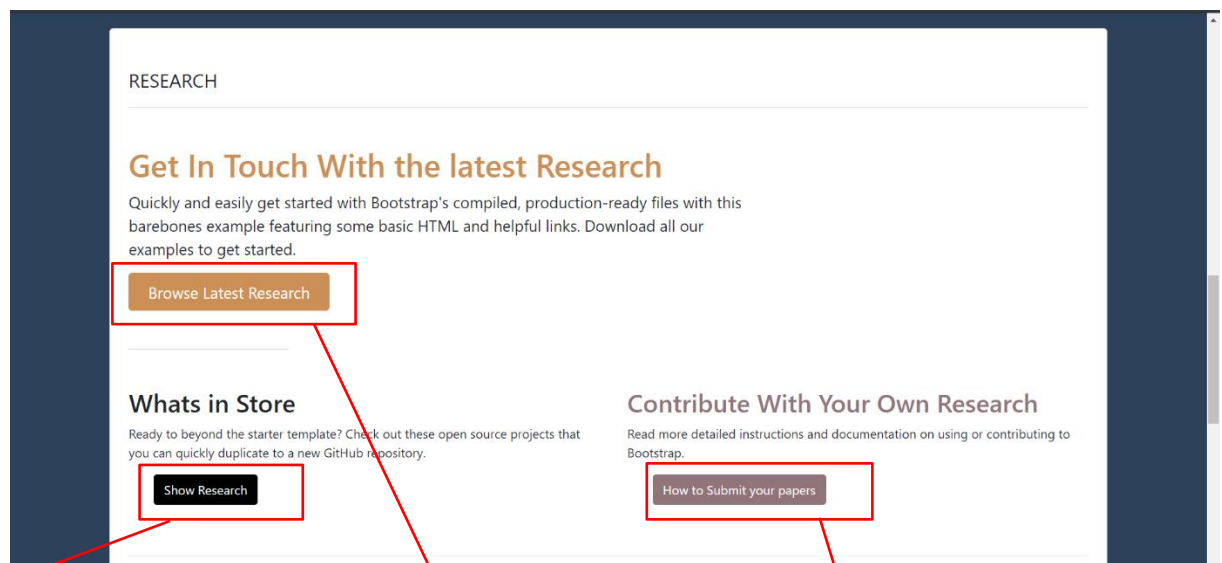 RESEARCH
Get In Touch With the latest Research
Quickly and easily get started with Bootstrap's compiled, production-ready files with this
barebones example featuring some basic HTML and helpful links. Download all our
examples to get started.
Browse Latest Research
Whats in Store
Ready to beyond the starter template? Check out these open source projects that
you can quickly duplicate to a new GitHub repository.
Show Research
Contribute With Your Own Research
Read more detailed instructions and documentation on using or contributing to
Bootstrap.
How to Submit your papers